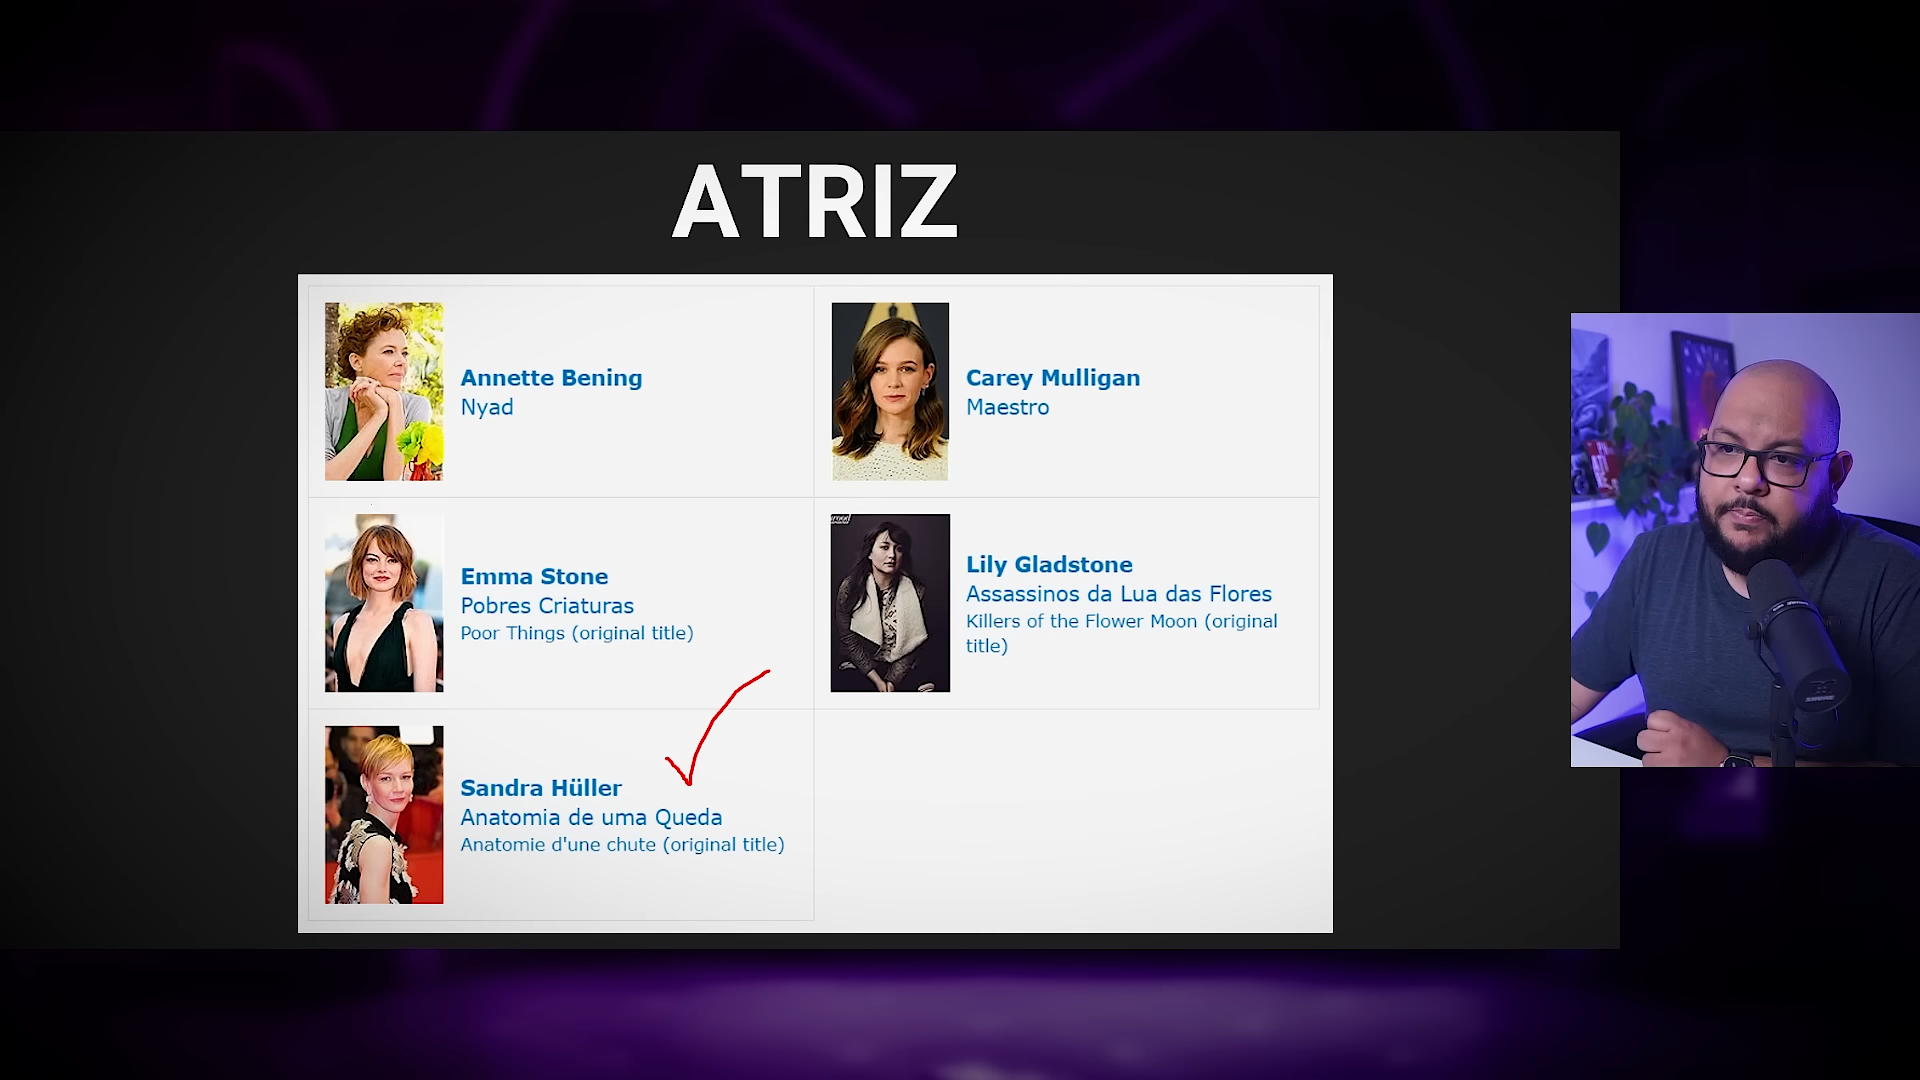 ATRIZ
Annette Bening
Nyad
Carey Mulligan
Maestro
Emma Stone
Pobres Criaturas
Poor Things (original title)
Lily Gladstone
Assassinos da Lua das Flores
Killers of the Flower Moon (original
title)
Sandra Hüller
Anatomia de uma Queda
Anatomie d'une chute (original title)